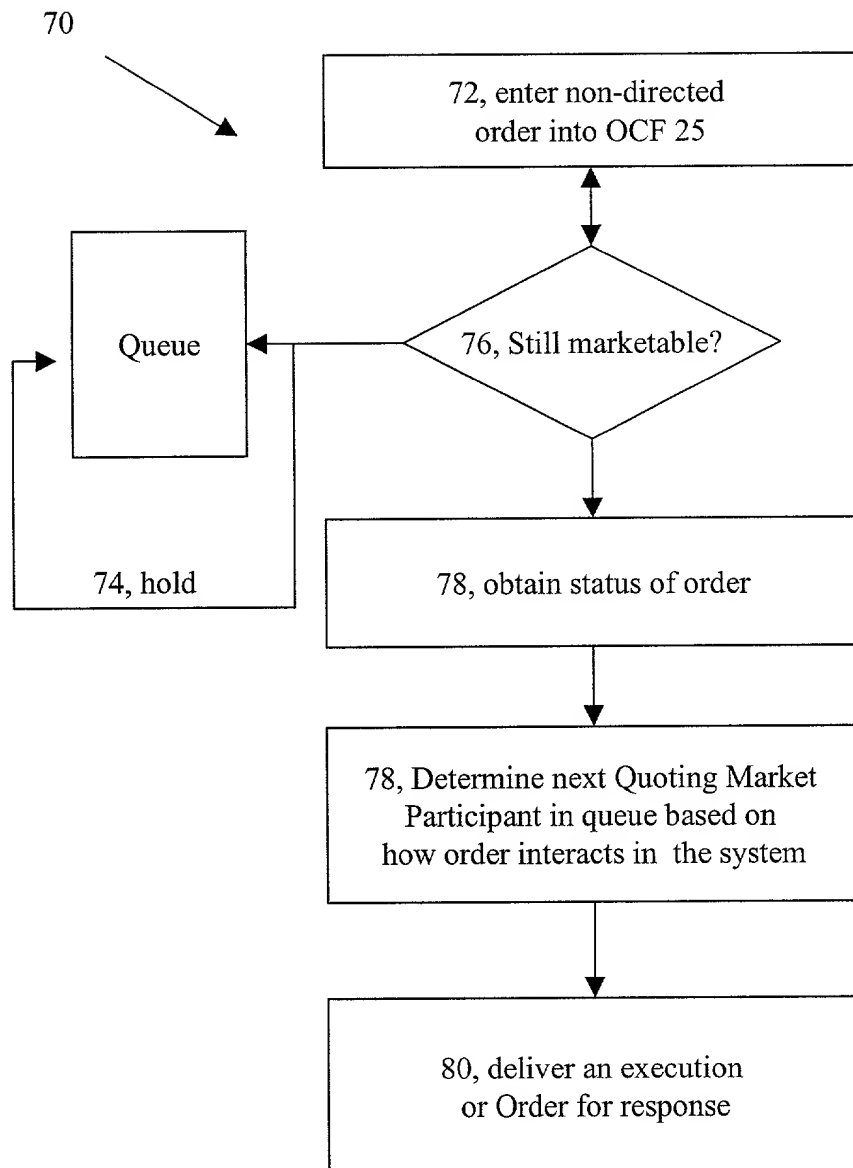 70
72, enter non-directed
order into OCF 25
Queue
76, Still marketable?
74, hold
78, obtain status of order
78, Determine next Quoting Market
Participant in queue based on
how order interacts in the system
80, deliver an execution
or Order for response